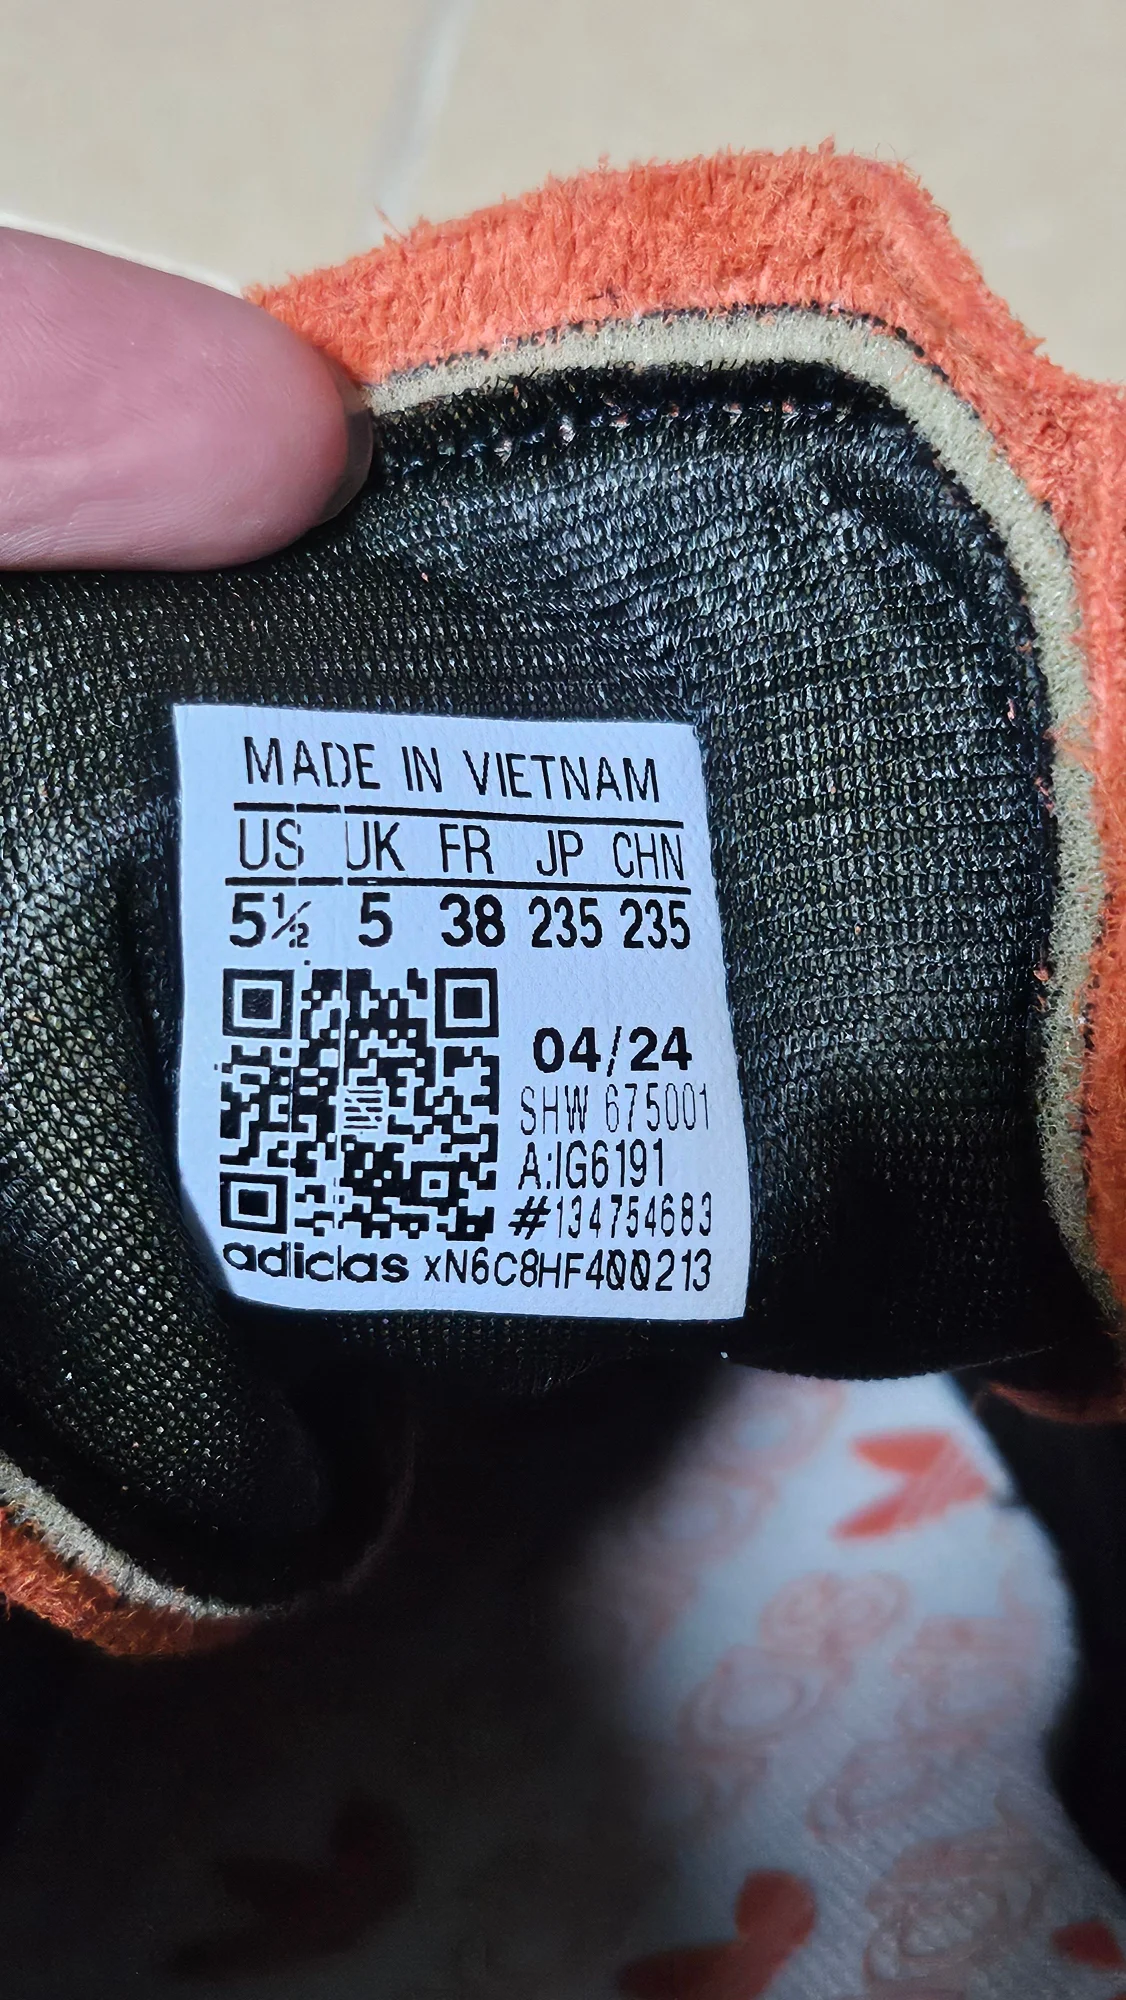 MADE IN VIETNAM
US UK FR JP CHN
5½ 5 38 235 235
04/24
SHW 675001
A:IG6191
#134754683
adidas xN6C8HF400213